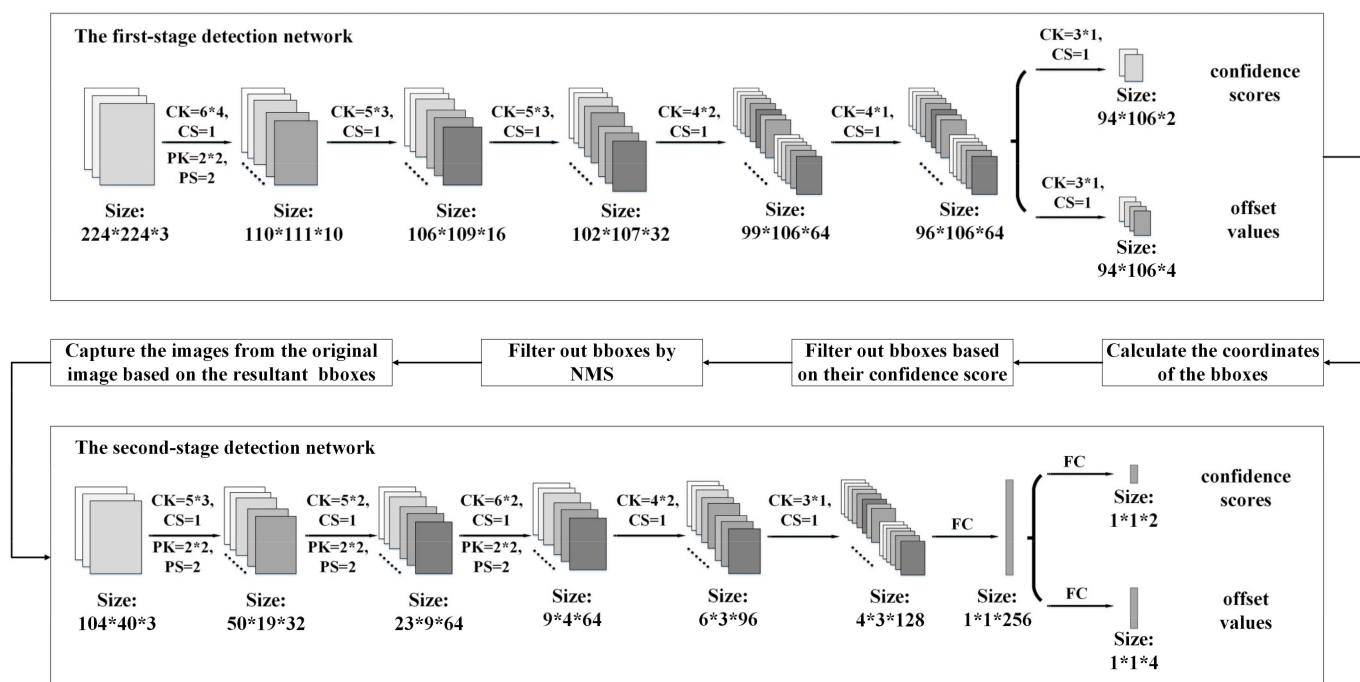 The first-stage detection network
CK=6*4,
CS=1
PK=2*2,
PS=2
CK=5*3,
CS=1
CK=5*3,
CS=1
CK=4*2,
CS=1
CK=4*1,
CS=1
CK=3*1,
CS=1
confidence
scores
Size:
94*106*2
CK=3*1,
CS=1
offset
values
Size:
94*106*4
Size:
224*224*3
Size:
110*111*10
Size:
106*109*16
Size:
102*107*32
Size:
99*106*64
Size:
96*106*64
Capture the images from the original
image based on the resultant bboxes
Filter out bboxes by
NMS
Filter out bboxes based
on their confidence score
Calculate the coordinates
of the bboxes
The second-stage detection network
CK=5*3,
CS=1
PK=2*2,
PS=2
CK=5*2,
CS=1
PK=2*2,
PS=2
CK=6*2,
CS=1
PK=2*2,
PS=2
CK=4*2,
CS=1
CK=3*1,
CS=1
FC
FC
confidence
scores
Size:
1*1*2
FC
offset
values
Size:
1*1*4
Size:
104*40*3
Size:
50*19*32
Size:
23*9*64
Size:
9*4*64
Size:
6*3*96
Size:
4*3*128
Size:
1*1*256